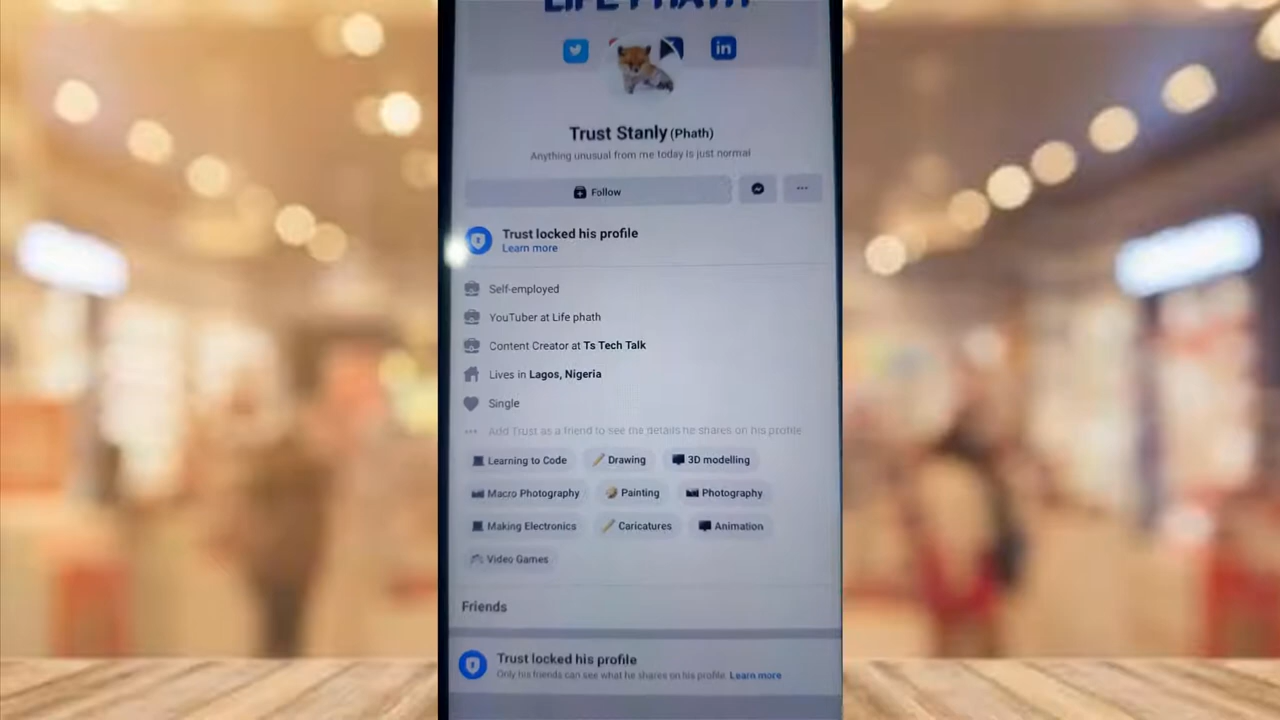 LIFE PHATH
in
Trust Stanly (Phath)
Anything unusual from me today is just normal
Follow
Trust locked his profile
Learn more
Self-employed
YouTuber at Life phath
Content Creator at Ts Tech Talk
Lives in Lagos, Nigeria
Single
Add Trust as a friend to see the details he shares on his profile
Learning to Code Drawing 3D modelling
Macro Photography Painting Photography
Making Electronics Caricatures Animation
Video Games
Friends
Trust locked his profile
Only his friends can see what he shares on his profile. Learn more